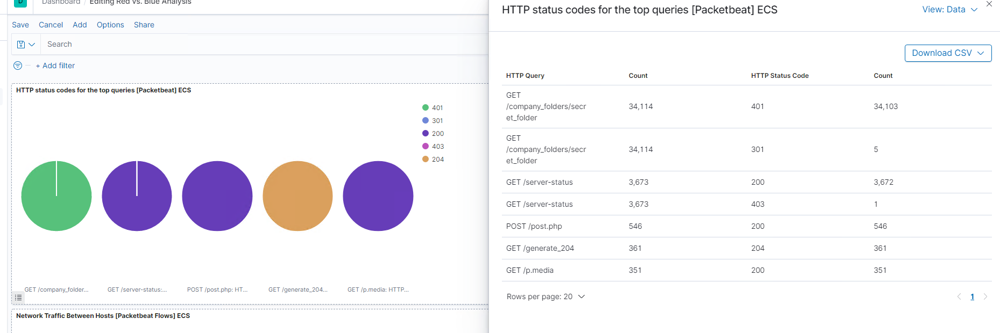 D
Dashboard / Editing Red vs. Blue Analysis
Save Cancel Add Options Share
Search
+ Add filter
HTTP status codes for the top queries [Packetbeat] ECS
401
301
200
403
204
GET /company_folder...
GET /server-status:...
POST /post.php: HT...
GET /generate_204...
GET /p.media: HTTP...
Network Traffic Between Hosts [Packetbeat Flows] ECS
HTTP status codes for the top queries [Packetbeat] ECS
View: Data
Download CSV
HTTP Query Count HTTP Status Code Count
GET
/company_folders/secr
et_folder
34,114 401 34,103
GET
/company_folders/secr
et_folder
34,114 301 5
GET /server-status 3,673 200 3,672
GET /server-status 3,673 403 1
POST /post.php 546 200 546
GET /generate_204 361 204 361
GET /p.media 351 200 351
Rows per page: 20
1